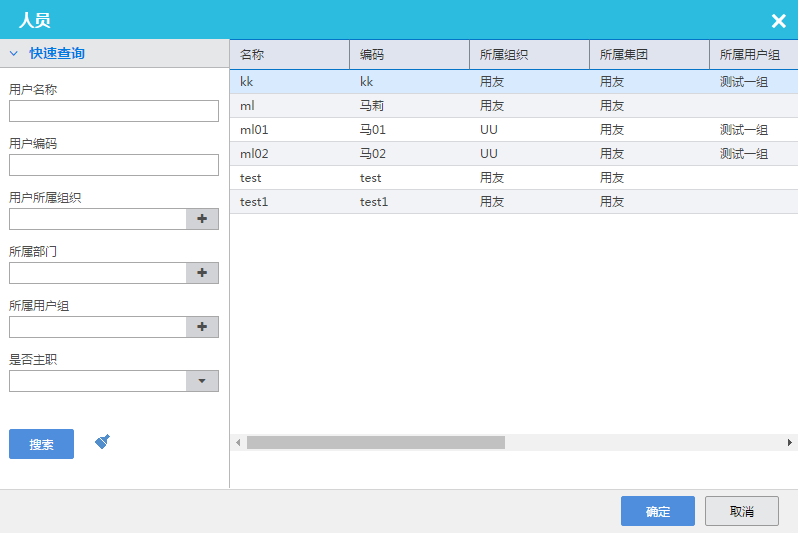 人员
快速查询
用户名称
用户编码
用户所属组织
所属部门
所属用户组
是否主职
搜索
名称 编码 所属组织 所属集团 所属用户组
kk kk 用友 用友 测试一组
ml 马莉 用友 用友
ml01 马01 UU 用友 测试一组
ml02 马02 UU 用友 测试一组
test test 用友 用友
test1 test1 用友 用友
确定 取消